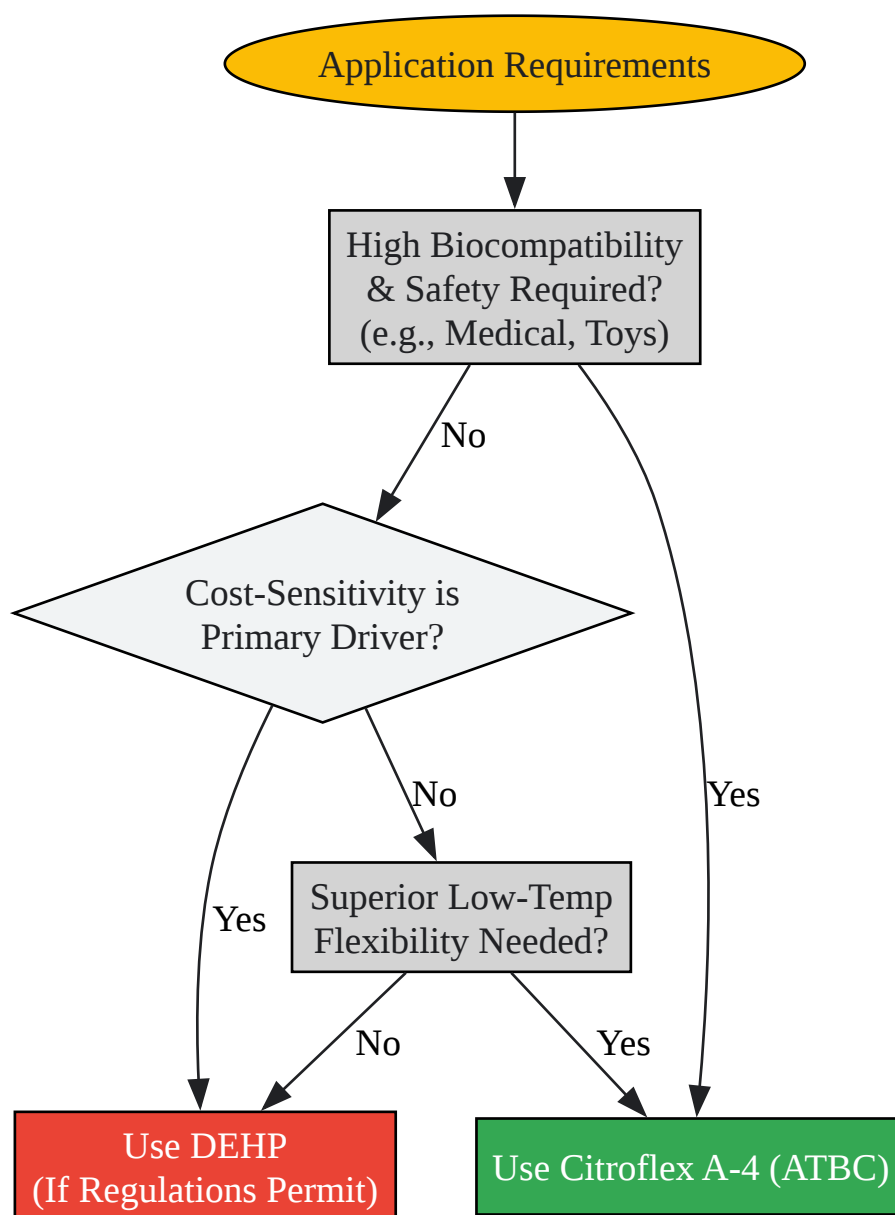 Application Requirements
High Biocompatibility
& Safety Required?
(e.g., Medical, Toys)
No
Cost-Sensitivity is
Primary Driver?
No
Yes
Superior Low-Temp
Flexibility Needed?
Yes
No
Yes
Use DEHP
(If Regulations Permit)
Use Citroflex A-4 (ATBC)